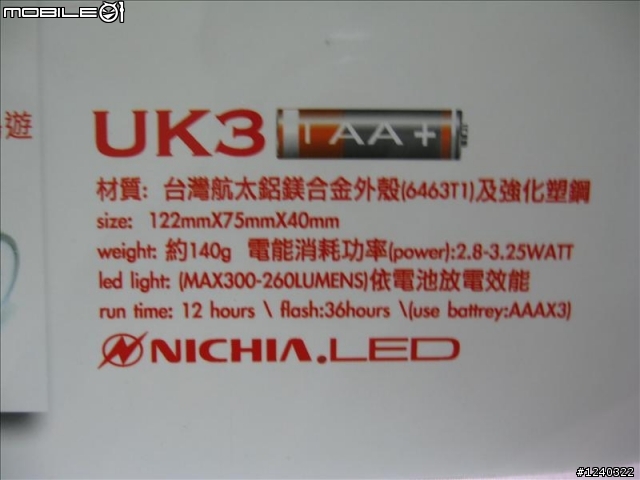 MOBILE01
遊
UK3 1 AA+
材質: 台灣航太鋁鎂合金外殼(6463T1)及強化塑鋼
size: 122mmX75mmX40mm
weight: 約140g 電能消耗功率(power):2.8-3.25WATT
led light: (MAX300-260LUMENS)依電池放電效能
run time: 12 hours \ flash:36hours \(use battrey:AAAX3)
NICHIA.LED
#1240322